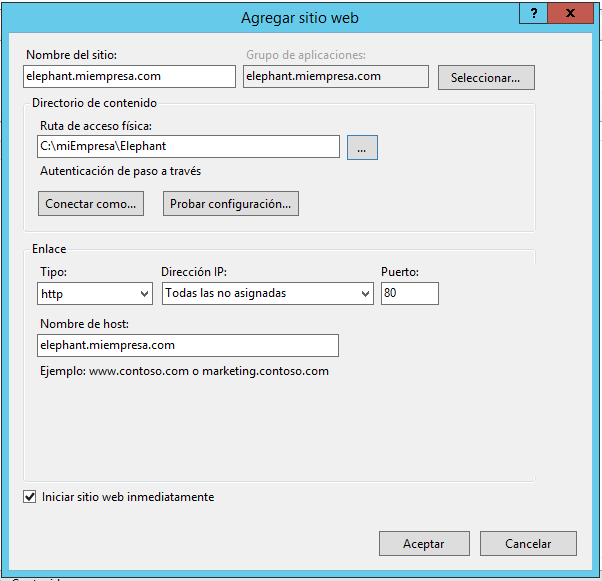 Agregar sitio web
? X
Nombre del sitio: Grupo de aplicaciones:
elephant.miempresa.com elephant.miempresa.com Seleccionar...
Directorio de contenido
Ruta de acceso física:
C:\miEmpresa\Elephant ...
Autenticación de paso a través
Conectar como... Probar configuración...
Enlace
Tipo: Dirección IP: Puerto:
http Todas las no asignadas 80
Nombre de host:
elephant.miempresa.com
Ejemplo: www.contoso.com o marketing.contoso.com
Iniciar sitio web inmediatamente
Aceptar Cancelar